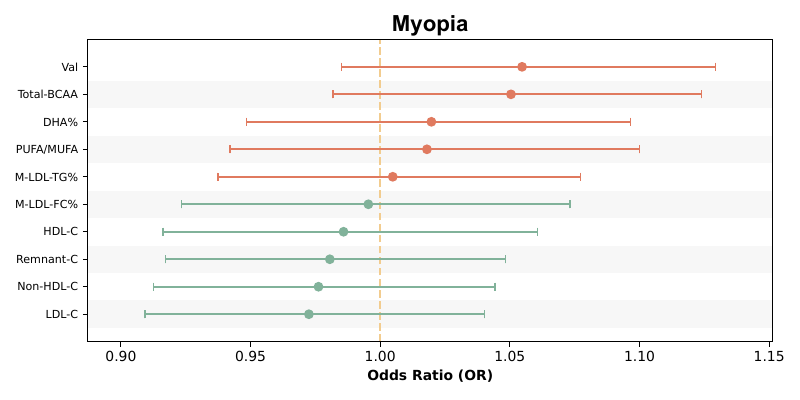 Myopia
Val
Total-BCAA
DHA%
PUFA/MUFA
M-LDL-TG%
M-LDL-FC%
HDL-C
Remnant-C
Non-HDL-C
LDL-C
0.90 0.95 1.00 1.05 1.10 1.15
Odds Ratio (OR)